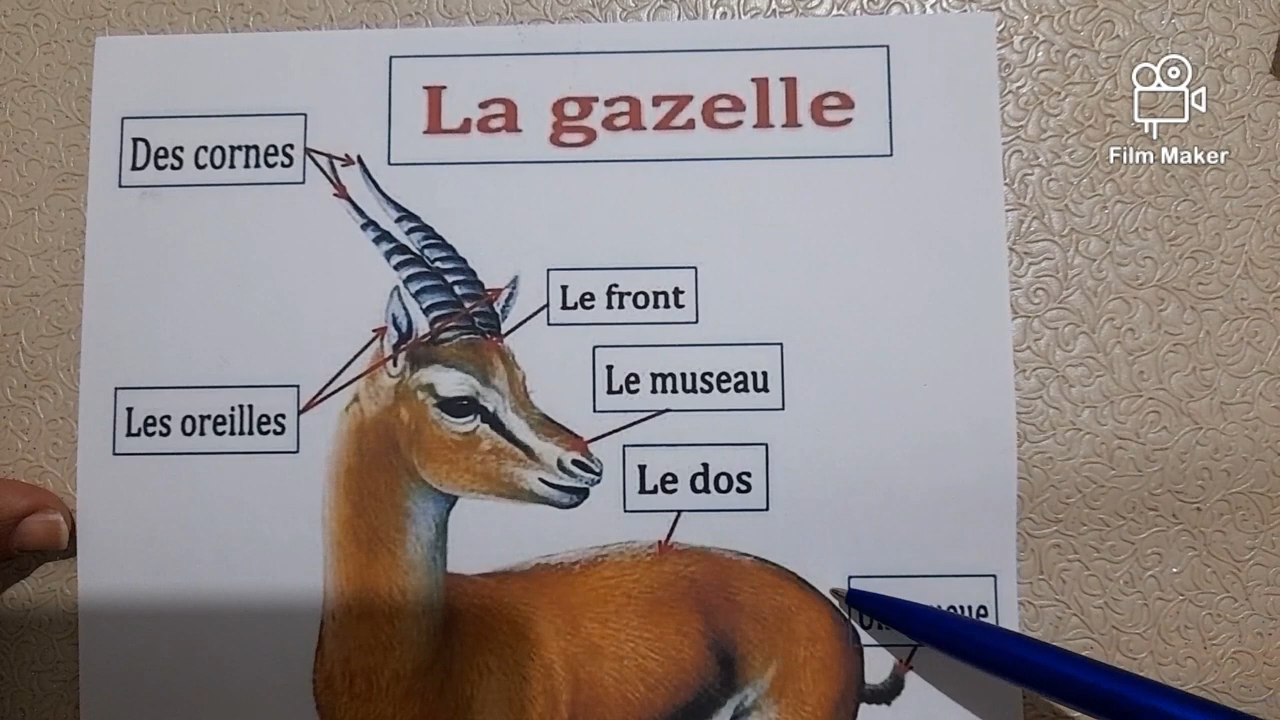 La gazelle
Des cornes
Le front
Le museau
Les oreilles
Le dos
Film Maker